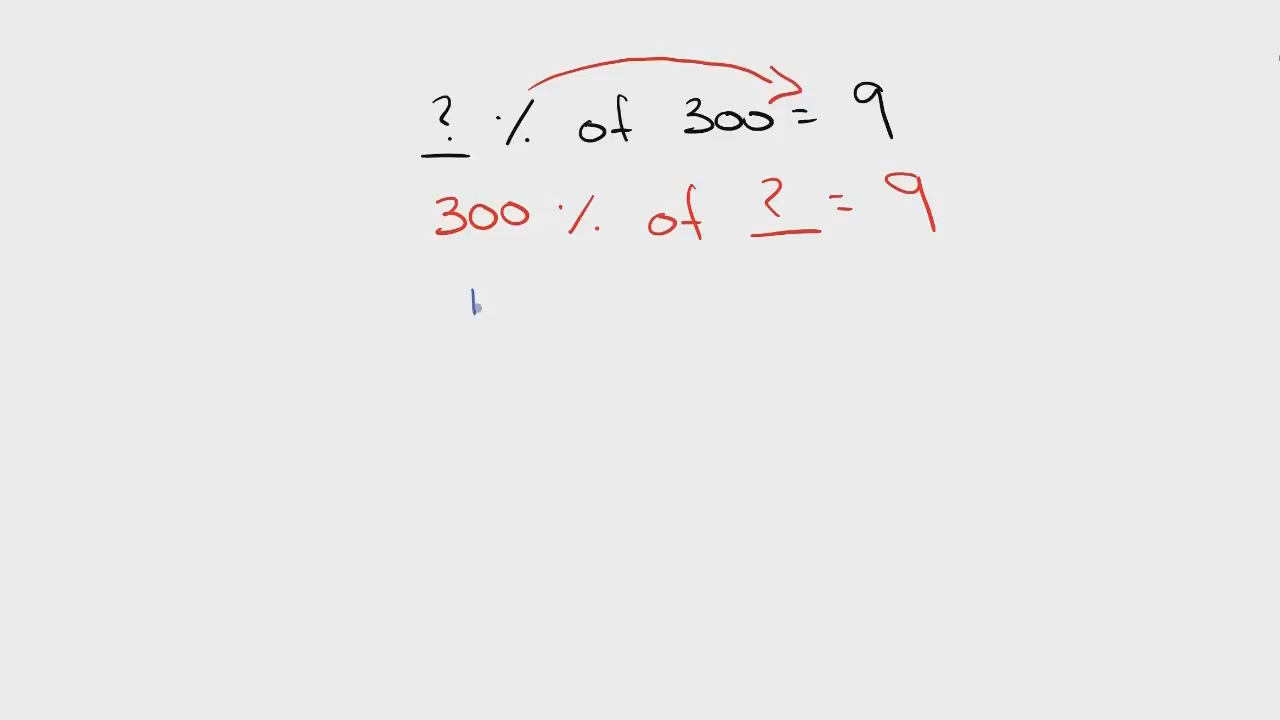 ? % of 300 = 9
300 % of ? = 9